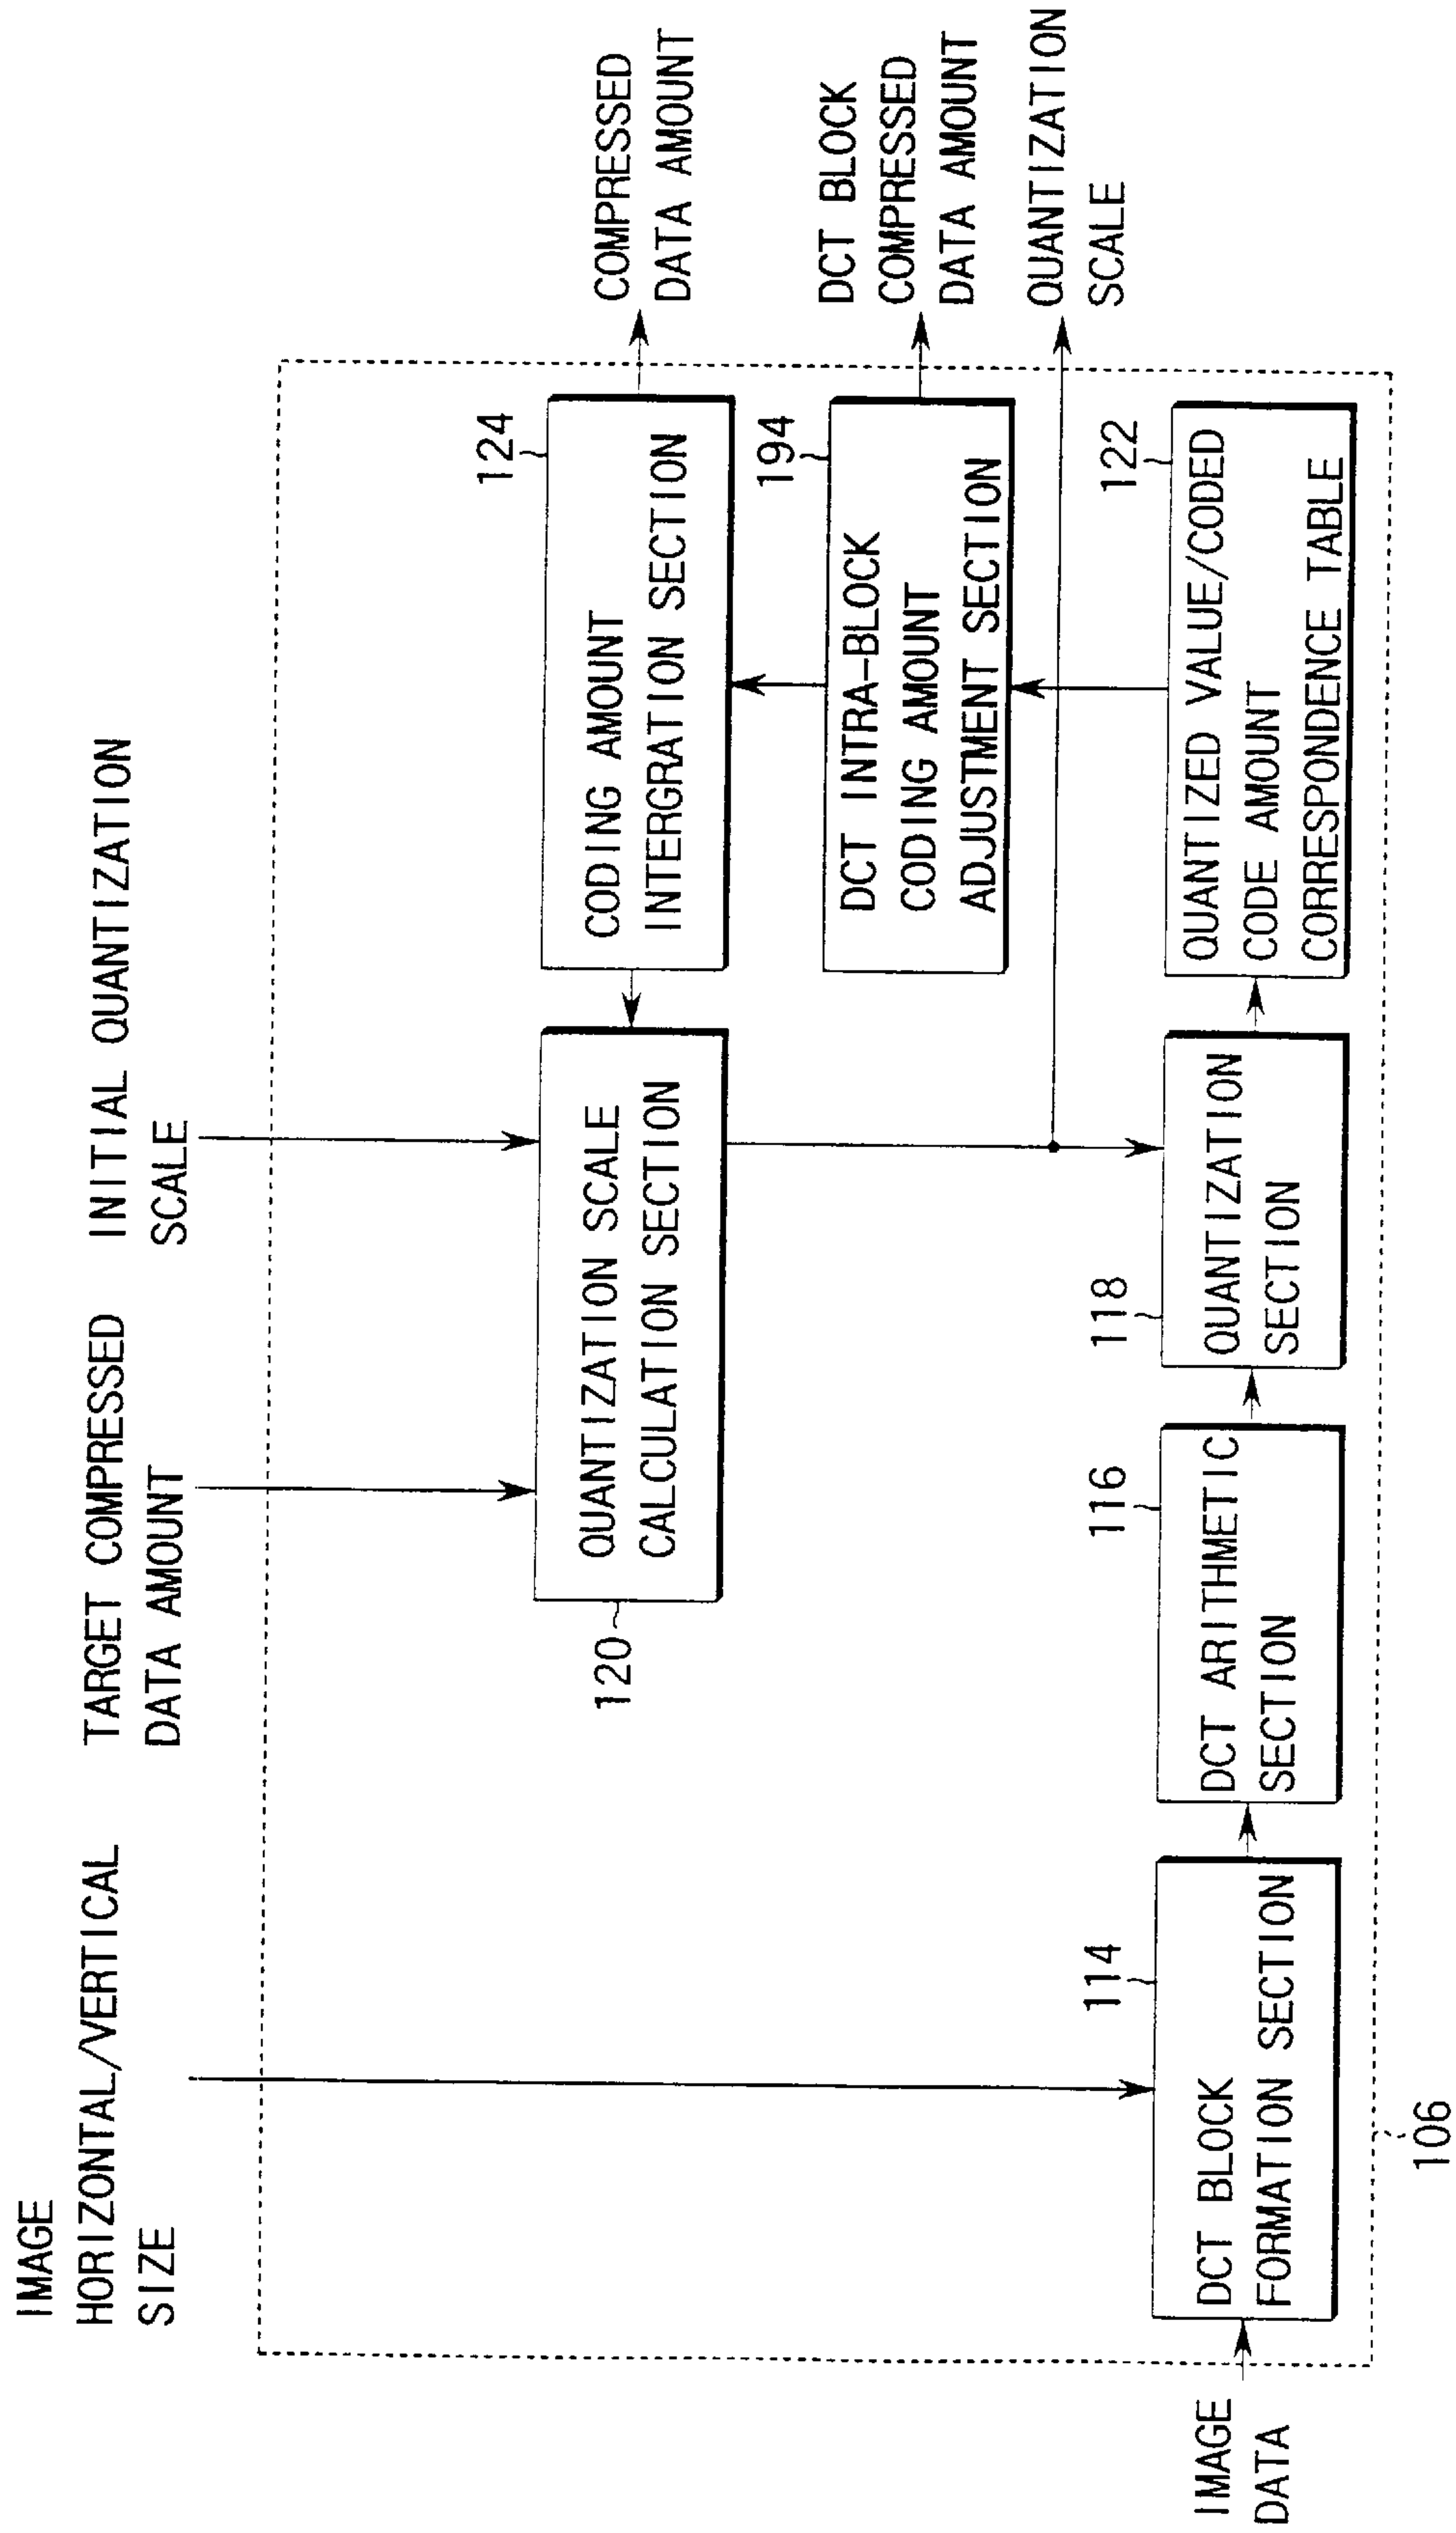 IMAGE
HORIZONTAL/VERTICAL
SIZE
TARGET COMPRESSED
DATA AMOUNT
INITIAL QUANTIZATION
SCALE
120
QUANTIZATION SCALE
CALCULATION SECTION
124
CODING AMOUNT
INTERGRATION SECTION
COMPRESSED
DATA AMOUNT
194
DCT INTRA-BLOCK
CODING AMOUNT
ADJUSTMENT SECTION
DCT BLOCK
COMPRESSED
DATA AMOUNT
QUANTIZATION
SCALE
IMAGE
DATA
114
DCT BLOCK
FORMATION SECTION
116
DCT ARITHMETIC
SECTION
118
QUANTIZATION
SECTION
122
QUANTIZED VALUE/CODED
CODE AMOUNT
CORRESPONDENCE TABLE
106